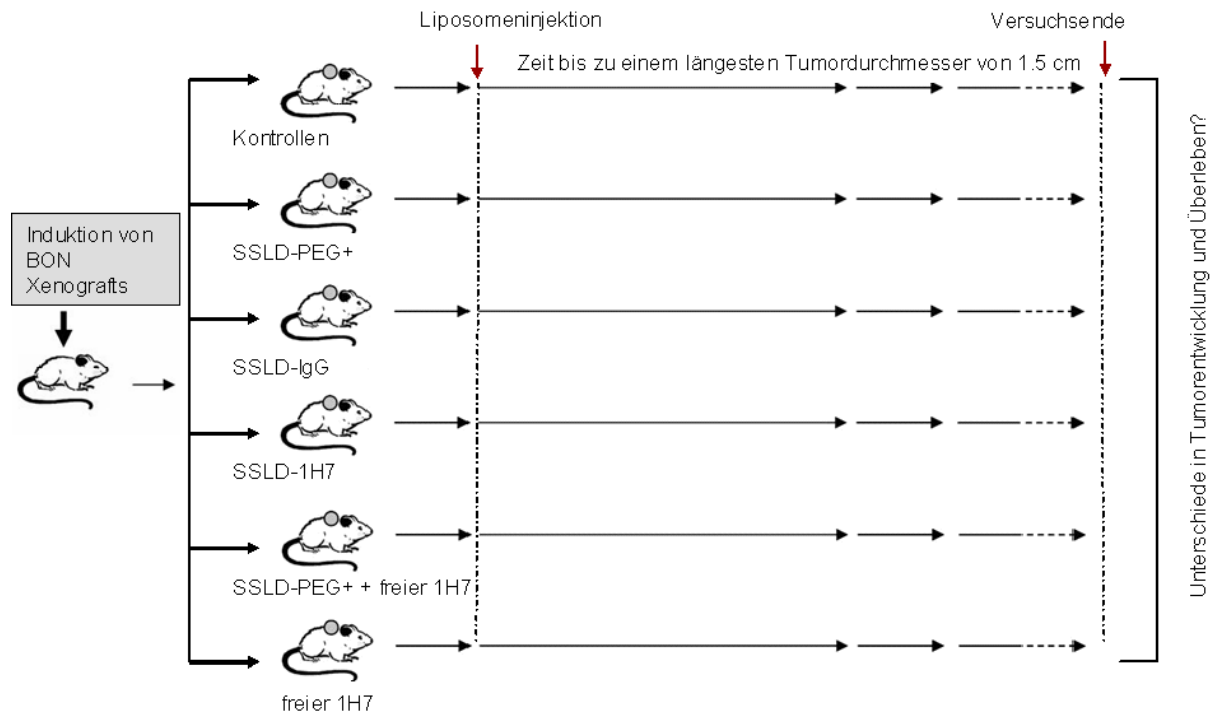 Liposomeninjektion
Versuchsende
Zeit bis zu einem längesten Tumordurchmesser von 1.5 cm
Kontrollen
SSLD-PEG+
Induktion von
BON
Xenografts
SSLD-IgG
SSLD-1H7
SSLD-PEG+ + freier 1H7
freier 1H7
Unterschiede in Tumorentwicklung und Überleben?